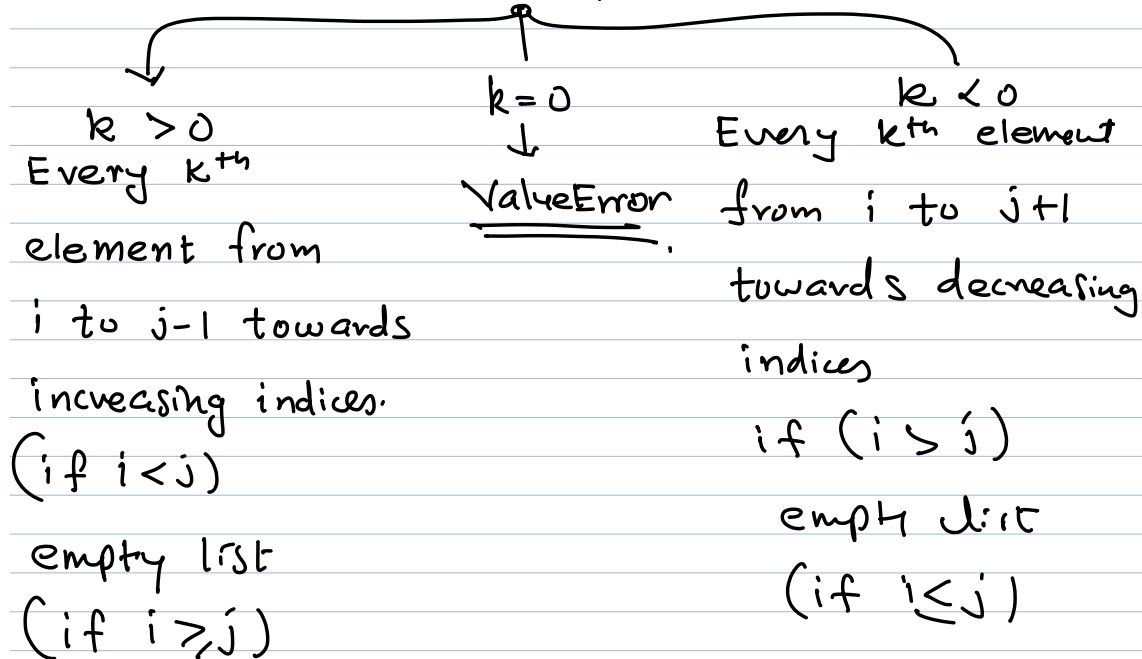 k > 0
Every kth
element from
i to j-1 towards
increasing indices.
(if i < j)
empty list
(if i ≥ j)
k = 0
ValueError
k < 0
Every kth element
from i to j+1
towards decreasing
indices
if (i > j)
empty list
(if i ≤ j)